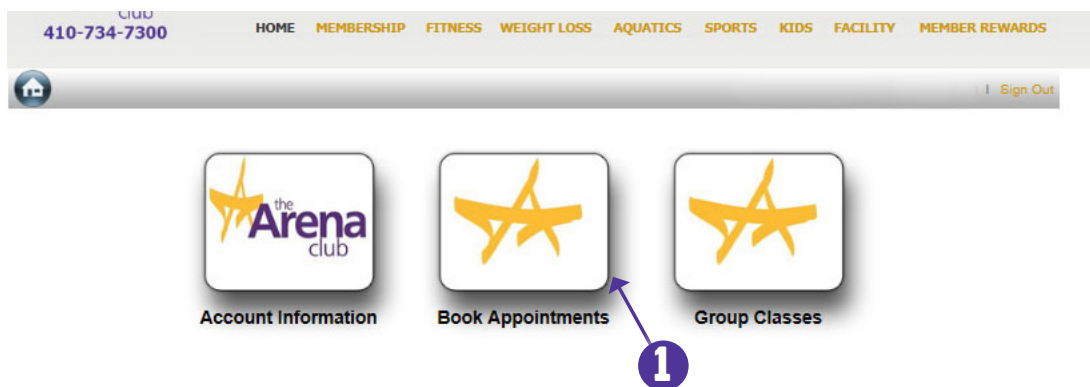 club
410-734-7300
HOME MEMBERSHIP FITNESS WEIGHT LOSS AQUATICS SPORTS KIDS FACILITY MEMBER REWARDS
| Sign Out
the
Arena
club
Account Information
Book Appointments
Group Classes
1